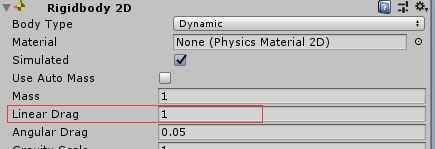 Rigidbody 2D
Body Type Dynamic
Material None (Physics Material 2D)
Simulated
Use Auto Mass
Mass 1
Linear Drag 1
Angular Drag 0.05
Gravity Scale 1